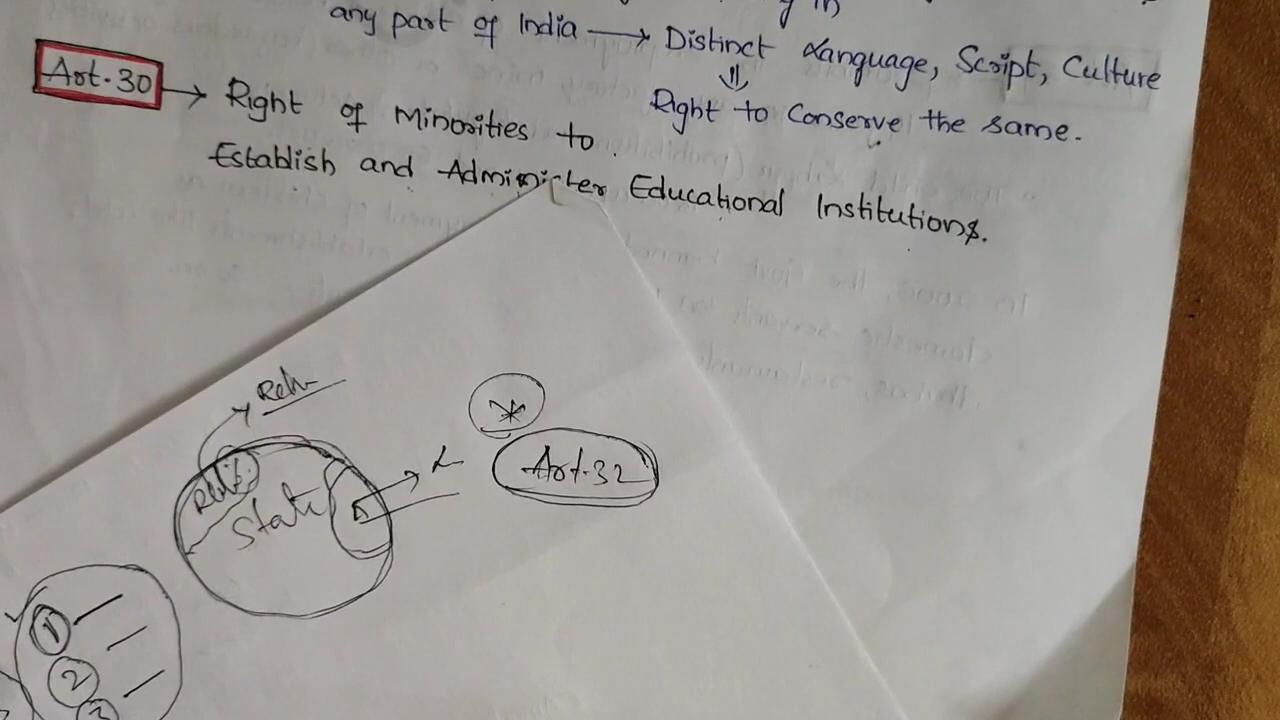 any part of India → Distinct Language, Script, Culture
⇓
Right to Conserve the same.
Art. 30 → Right of Minorities to
Establish and Administer Educational Institutions.
State
L
*
Art. 32
1
2
3